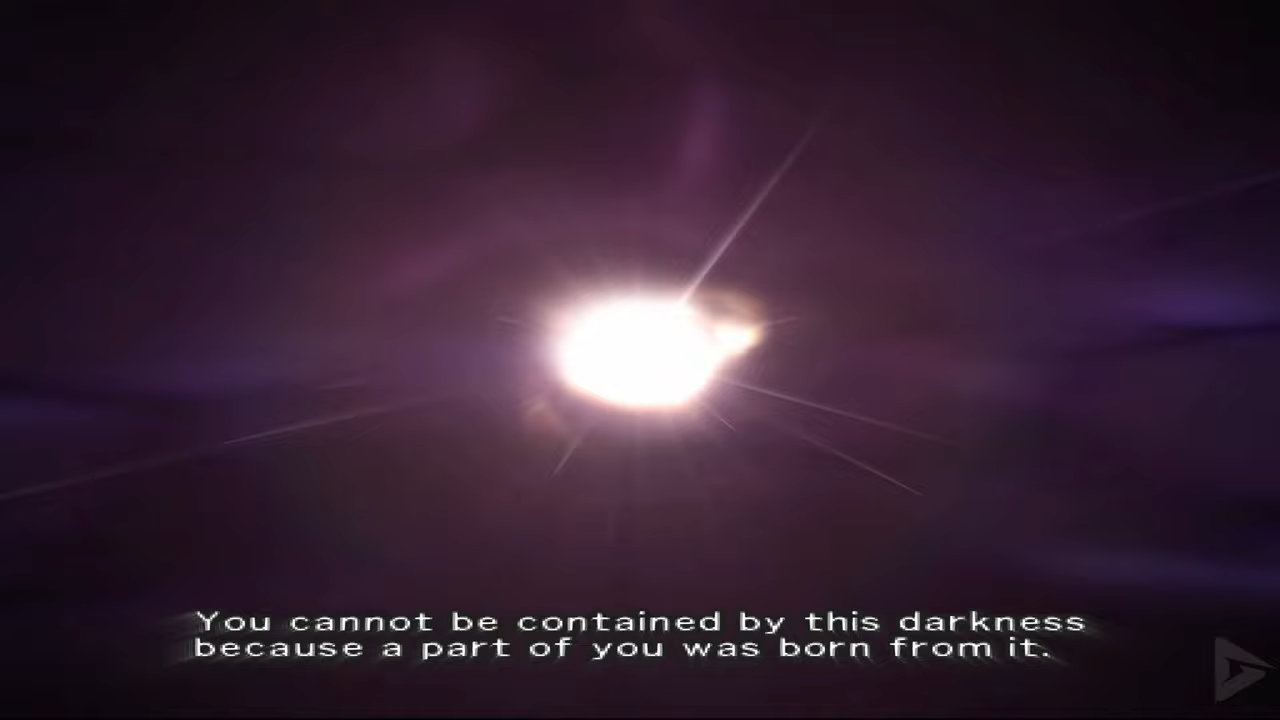 You cannot be contained by this darkness
because a part of you was born from it.